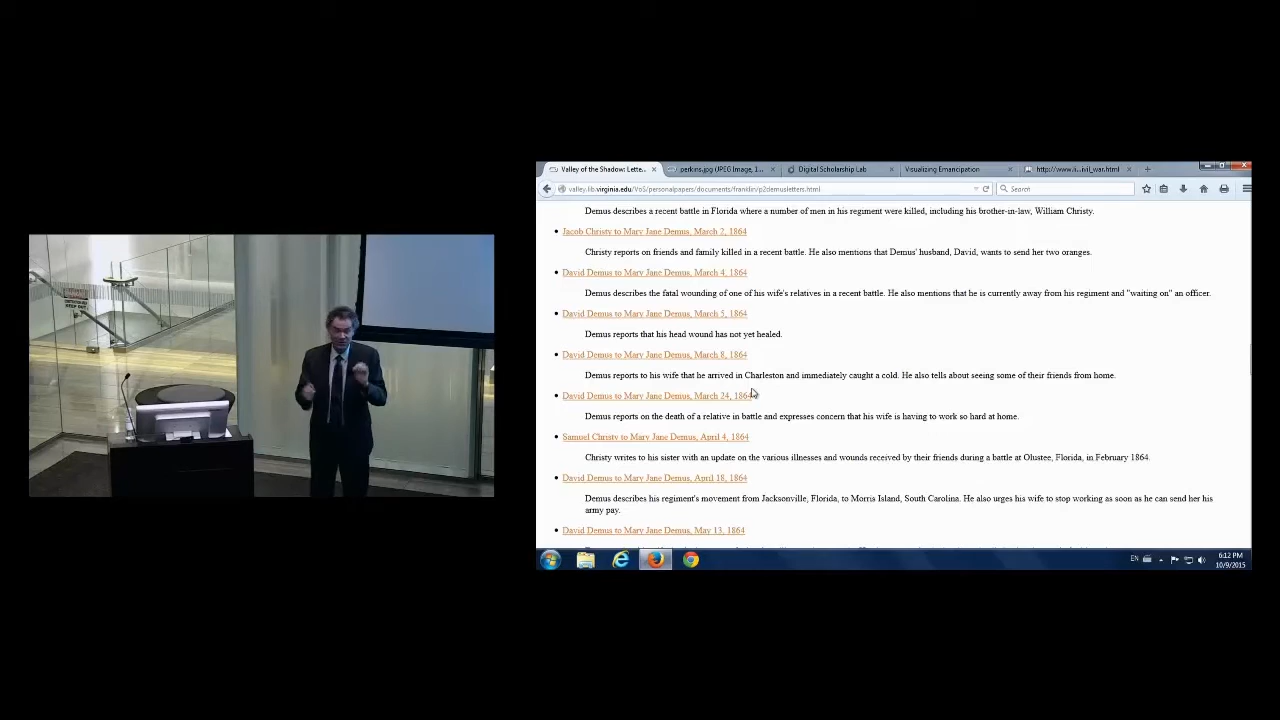 Valley of the Shadow: Lette...
perkins.jpg (JPEG Image, 1...
Digital Scholarship Lab
Visualizing Emancipation
http://www.ii...ivil_war.html
valley.lib.virginia.edu/VoS/personalpapers/documents/franklin/p2demusletters.html
Search
Demus describes a recent battle in Florida where a number of men in his regiment were killed, including his brother-in-law, William Christy.
Jacob Christy to Mary Jane Demus, March 2, 1864
Christy reports on friends and family killed in a recent battle. He also mentions that Demus' husband, David, wants to send her two oranges.
David Demus to Mary Jane Demus, March 4, 1864
Demus describes the fatal wounding of one of his wife's relatives in a recent battle. He also mentions that he is currently away from his regiment and "waiting on" an officer.
David Demus to Mary Jane Demus, March 5, 1864
Demus reports that his head wound has not yet healed.
David Demus to Mary Jane Demus, March 8, 1864
Demus reports to his wife that he arrived in Charleston and immediately caught a cold. He also tells about seeing some of their friends from home.
David Demus to Mary Jane Demus, March 24, 1864
Demus reports on the death of a relative in battle and expresses concern that his wife is having to work so hard at home.
Samuel Christy to Mary Jane Demus, April 4, 1864
Christy writes to his sister with an update on the various illnesses and wounds received by their friends during a battle at Olustee, Florida, in February 1864.
David Demus to Mary Jane Demus, April 18, 1864
Demus describes his regiment's movement from Jacksonville, Florida, to Morris Island, South Carolina. He also urges his wife to stop working as soon as he can send her his
army pay.
David Demus to Mary Jane Demus, May 13, 1864
EN
6:12 PM
10/9/2015